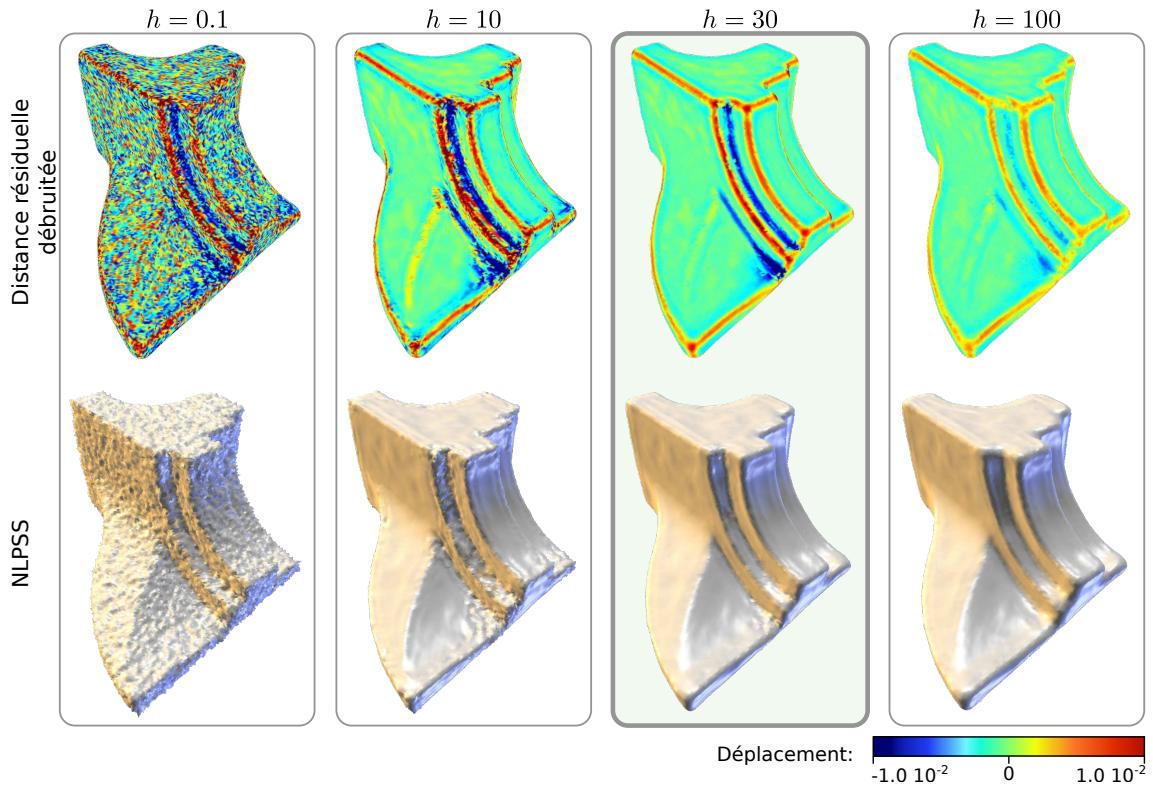 h = 0.1
h = 10
h = 30
h = 100
Distance résiduelle
débruitée
NLPSS
Déplacement:
-1.0 10⁻²
0
1.0 10⁻²